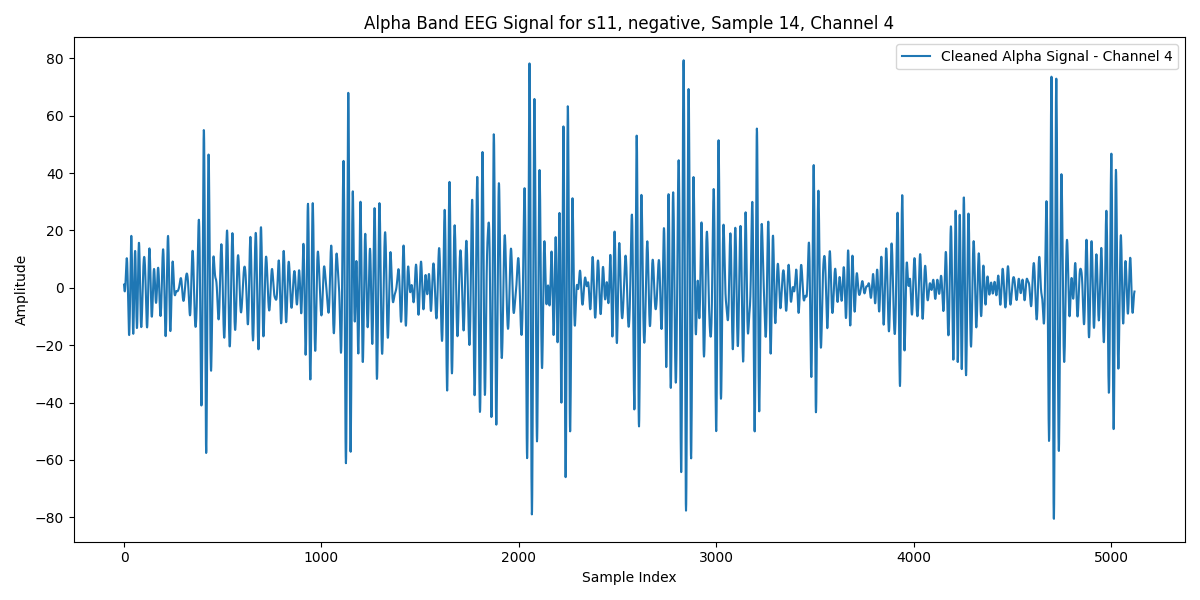 Alpha Band EEG Signal for s11, negative, Sample 14, Channel 4
Cleaned Alpha Signal - Channel 4
80
60
40
20
0
−20
−40
−60
−80
Amplitude
0 1000 2000 3000 4000 5000
Sample Index